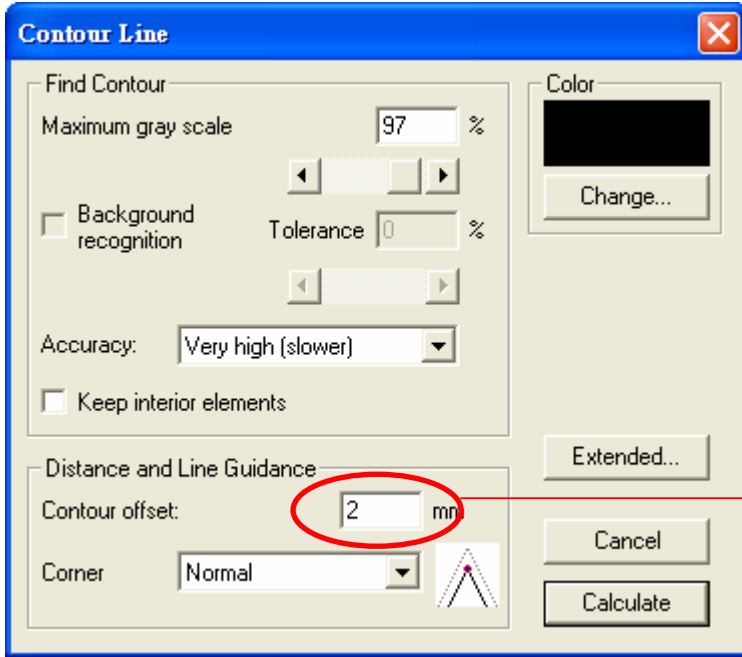 Contour Line
Find Contour
Maximum gray scale 97 %
Background
recognition
Tolerance 0 %
Accuracy: Very high (slower)
Keep interior elements
Distance and Line Guidance
Contour offset: 2 mm
Corner Normal
Color
Change...
Extended...
Cancel
Calculate